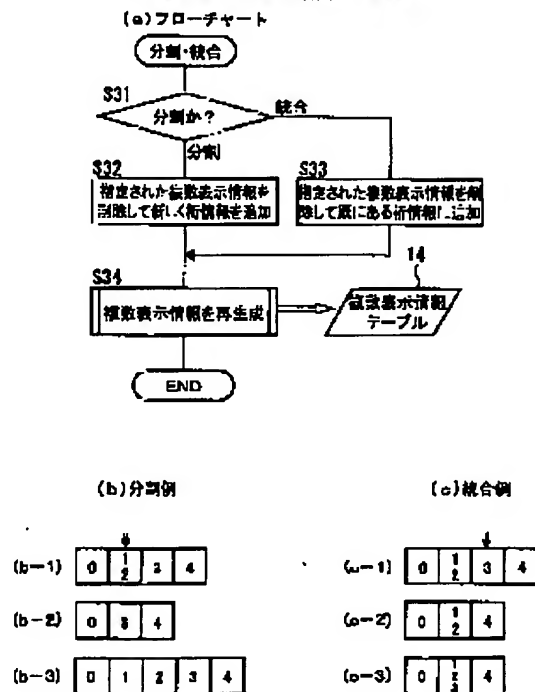 (a)フローチャート
分割・統合
S31
分割か?
統合
分割
S32
指定された複数表示情報を
削除して新しく桁情報を追加
S33
指定された複数表示情報を削
除して既にある桁情報に追加
S34
複数表示情報を再生成
14
複数表示情報
テーブル
END
(b)分割例
(c)統合例
(b-1) 0 1 2 3 4
(c-1) 0 1 2 3 4
(b-2) 0 3 4
(c-2) 0 1 2 4
(b-3) 0 1 2 3 4
(c-3) 0 1 2 3 4